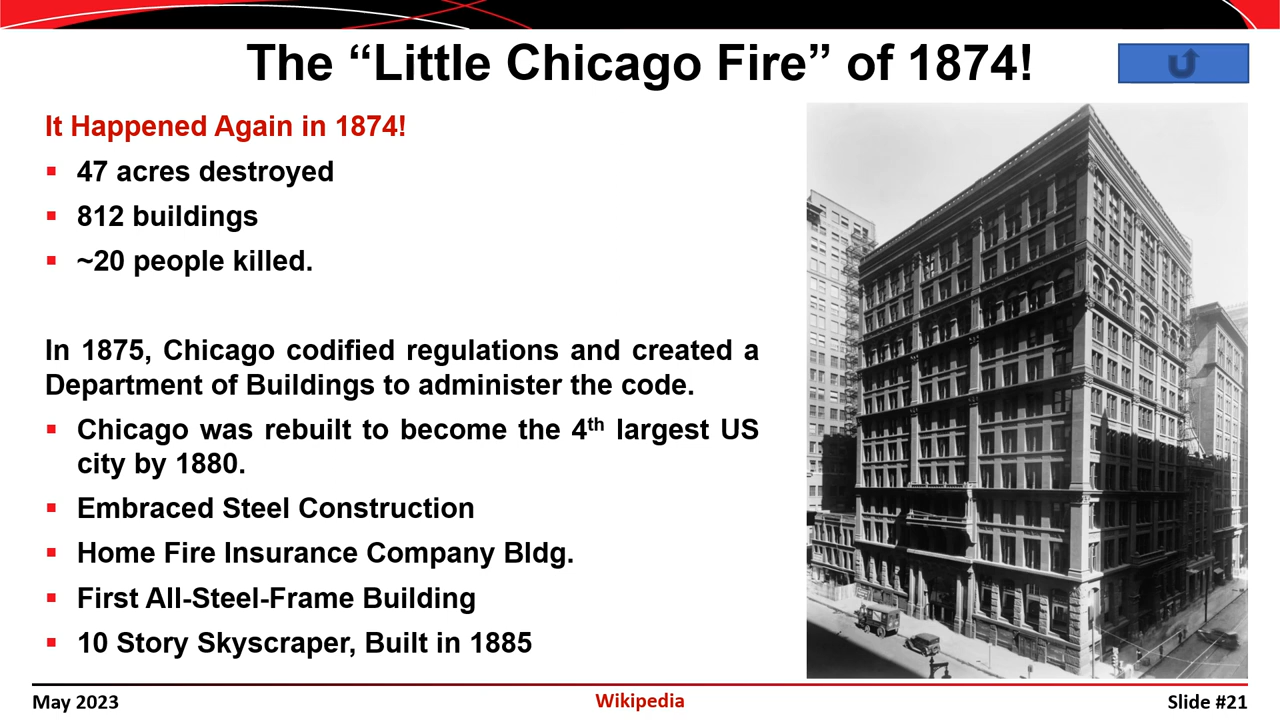 The “Little Chicago Fire” of 1874!
It Happened Again in 1874!
▪ 47 acres destroyed
▪ 812 buildings
▪ ~20 people killed.
In 1875, Chicago codified regulations and created a
Department of Buildings to administer the code.
▪ Chicago was rebuilt to become the 4th largest US
city by 1880.
▪ Embraced Steel Construction
▪ Home Fire Insurance Company Bldg.
▪ First All-Steel-Frame Building
▪ 10 Story Skyscraper, Built in 1885
May 2023
Wikipedia
Slide #21